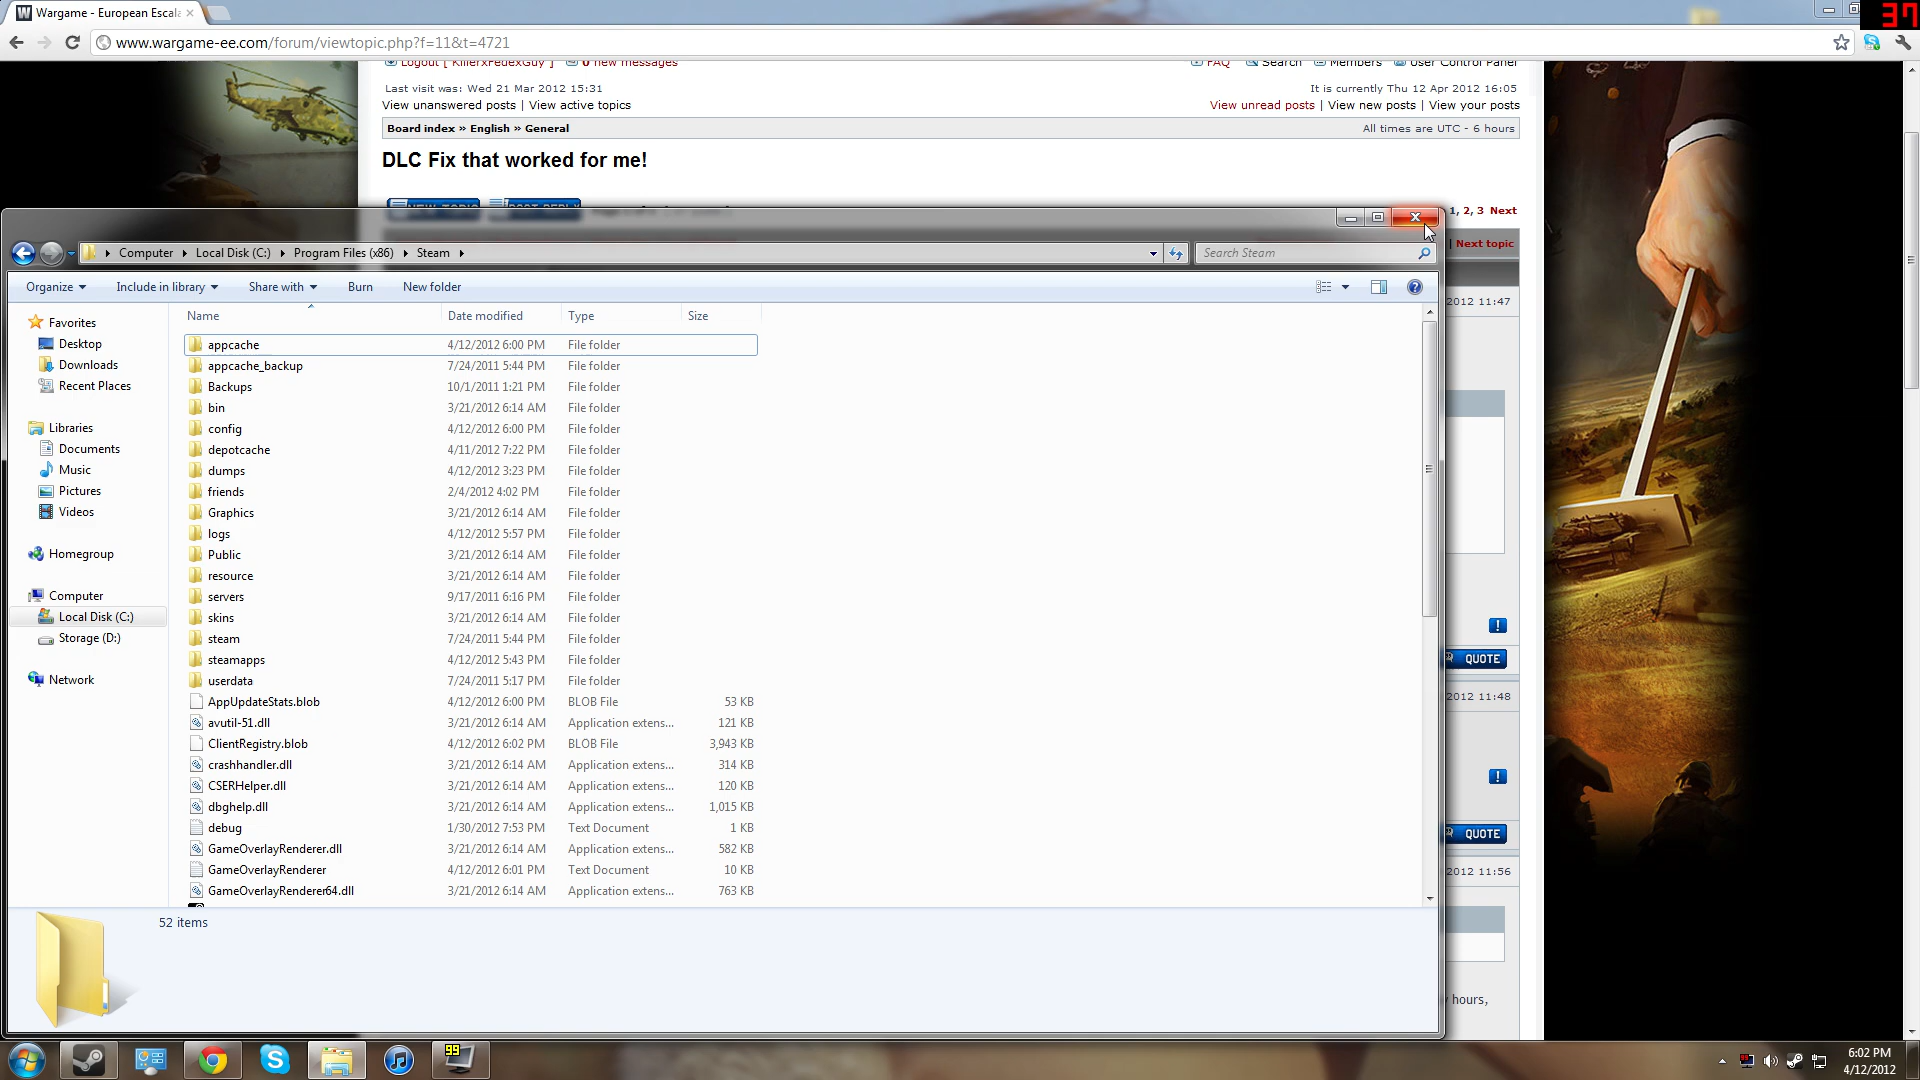 Wargame - European Escala
37
www.wargame-ee.com/forum/viewtopic.php?f=11&t=4721
Logout [ KillerxFedexGuy ] 0 new messages
FAQ Search Members User Control Panel
Last visit was: Wed 21 Mar 2012 15:31
It is currently Thu 12 Apr 2012 16:05
View unanswered posts | View active topics
View unread posts | View new posts | View your posts
Board index » English » General
All times are UTC - 6 hours
DLC Fix that worked for me!
NEW TOPIC POST REPLY
1, 2, 3 Next
| Next topic
Computer Local Disk (C:) Program Files (x86) Steam
Search Steam
Organize Include in library Share with Burn New folder
Name Date modified Type Size
Favorites
Desktop
Downloads
Recent Places
Libraries
Documents
Music
Pictures
Videos
Homegroup
Computer
Local Disk (C:)
Storage (D:)
Network
appcache 4/12/2012 6:00 PM File folder
appcache_backup 7/24/2011 5:44 PM File folder
Backups 10/1/2011 1:21 PM File folder
bin 3/21/2012 6:14 AM File folder
config 4/12/2012 6:00 PM File folder
depotcache 4/11/2012 7:22 PM File folder
dumps 4/12/2012 3:23 PM File folder
friends 2/4/2012 4:02 PM File folder
Graphics 3/21/2012 6:14 AM File folder
logs 4/12/2012 5:57 PM File folder
Public 3/21/2012 6:14 AM File folder
resource 3/21/2012 6:14 AM File folder
servers 9/17/2011 6:16 PM File folder
skins 3/21/2012 6:14 AM File folder
steam 7/24/2011 5:44 PM File folder
steamapps 4/12/2012 5:43 PM File folder
userdata 7/24/2011 5:17 PM File folder
AppUpdateStats.blob 4/12/2012 6:00 PM BLOB File 53 KB
avutil-51.dll 3/21/2012 6:14 AM Application extens... 121 KB
ClientRegistry.blob 4/12/2012 6:02 PM BLOB File 3,943 KB
crashhandler.dll 3/21/2012 6:14 AM Application extens... 314 KB
CSERHelper.dll 3/21/2012 6:14 AM Application extens... 120 KB
dbghelp.dll 3/21/2012 6:14 AM Application extens... 1,015 KB
debug 1/30/2012 7:53 PM Text Document 1 KB
GameOverlayRenderer.dll 3/21/2012 6:14 AM Application extens... 582 KB
GameOverlayRenderer 4/12/2012 6:01 PM Text Document 10 KB
GameOverlayRenderer64.dll 3/21/2012 6:14 AM Application extens... 763 KB
52 items
2012 11:47
QUOTE
2012 11:48
QUOTE
2012 11:56
hours,
99
6:02 PM
4/12/2012